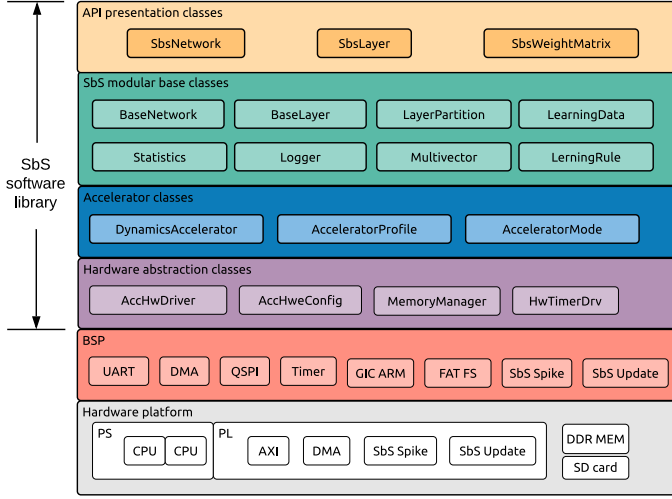 API presentation classes
SbsNetwork SbsLayer SbsWeightMatrix
SbS modular base classes
BaseNetwork BaseLayer LayerPartition LearningData
Statistics Logger Multivector LerningRule
SbS
software
library
Accelerator classes
DynamicsAccelerator AcceleratorProfile AcceleratorMode
Hardware abstraction classes
AccHwDriver AccHweConfig MemoryManager HwTimerDrv
BSP
UART DMA QSPI Timer GIC ARM FAT FS SbS Spike SbS Update
Hardware platform
PS PL
CPU CPU AXI DMA SbS Spike SbS Update
DDR MEM
SD card